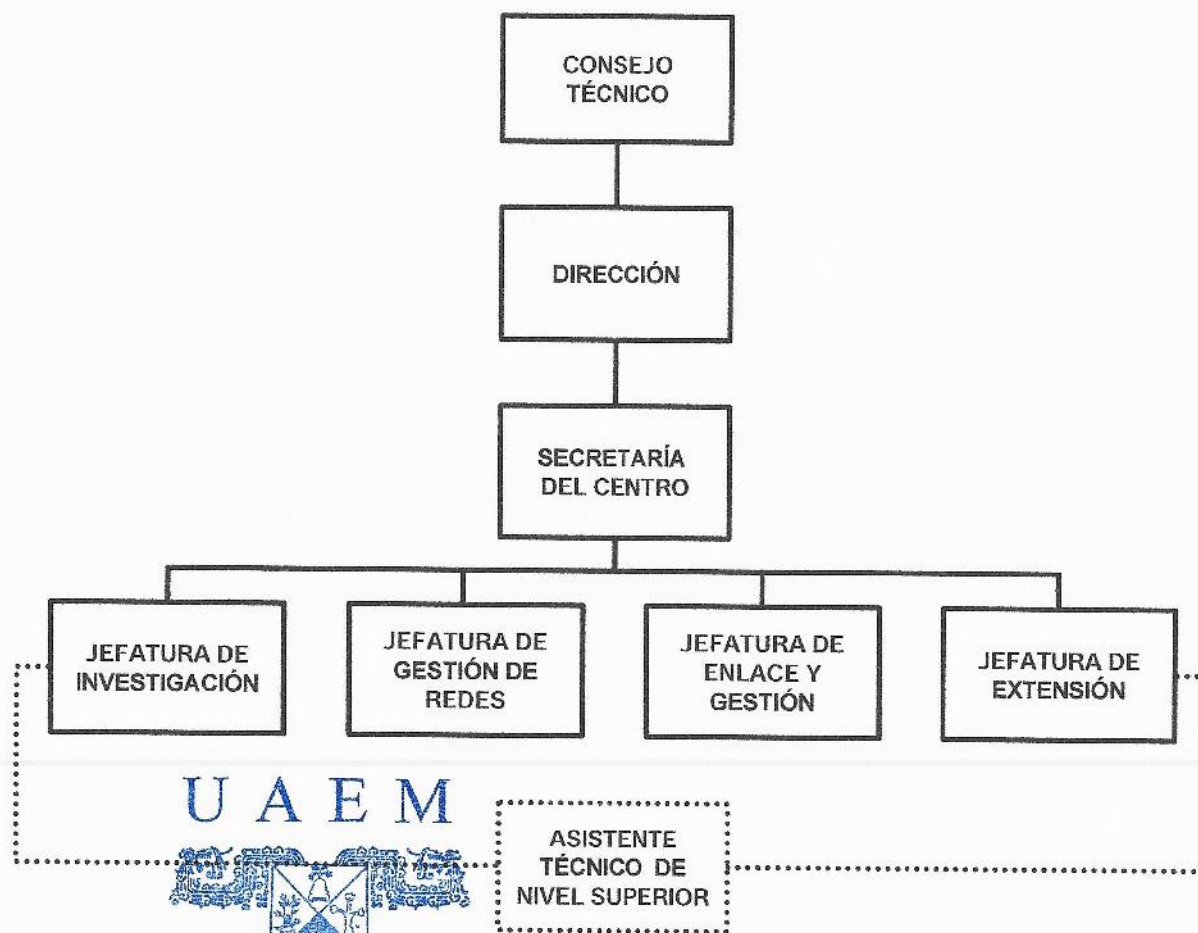 CONSEJO
TÉCNICO
DIRECCIÓN
SECRETARÍA
DEL CENTRO
JEFATURA DE
INVESTIGACIÓN
JEFATURA DE
GESTIÓN DE
REDES
JEFATURA DE
ENLACE Y
GESTIÓN
JEFATURA DE
EXTENSIÓN
U A E M
ASISTENTE
TÉCNICO DE
NIVEL SUPERIOR